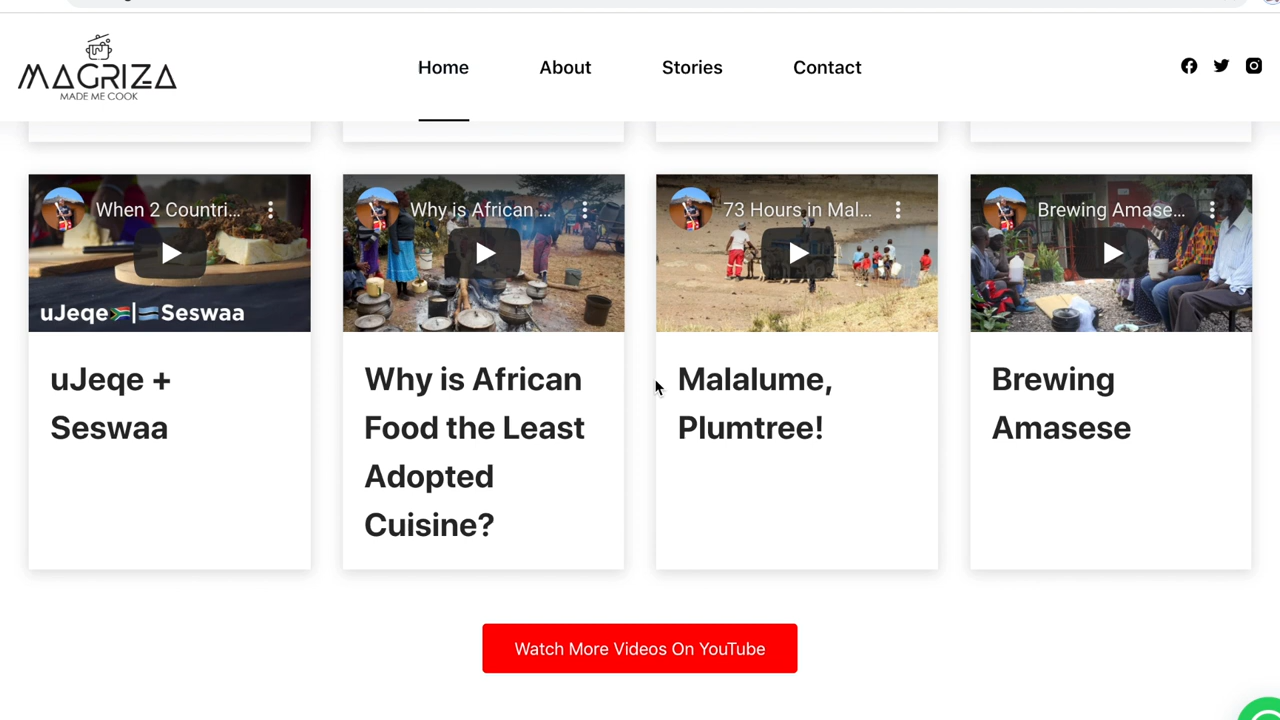 MAGRIZA
MADE ME COOK
Home About Stories Contact
When 2 Countri...
Why is African ...
73 Hours in Mal...
Brewing Amase...
uJeqe🇿🇦|🇧🇼Seswaa
uJeqe +
Seswaa
Why is African
Food the Least
Adopted
Cuisine?
Malalume,
Plumtree!
Brewing
Amasese
Watch More Videos On YouTube